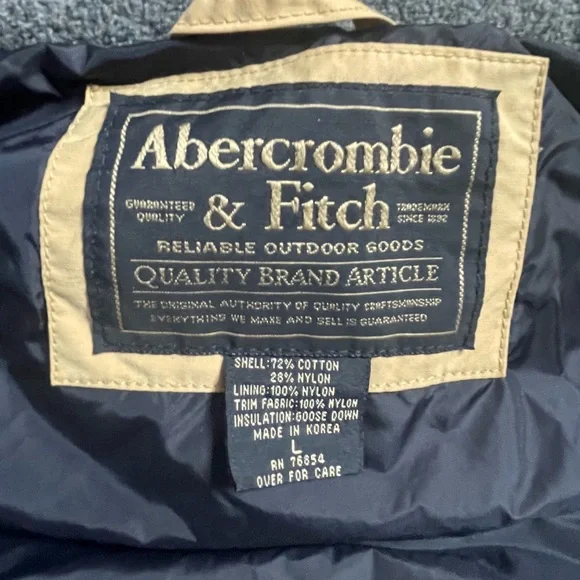 Abercrombie
GUARANTEED QUALITY & Fitch TRADEMARK SINCE 1892
RELIABLE OUTDOOR GOODS
QUALITY BRAND ARTICLE
THE ORIGINAL AUTHORITY OF QUALITY CRAFTSMANSHIP
EVERYTHING WE MAKE AND SELL IS GUARANTEED
SHELL:72% COTTON
28% NYLON
LINING:100% NYLON
TRIM FABRIC:100% NYLON
INSULATION:GOOSE DOWN
MADE IN KOREA
L
RN 76854
OVER FOR CARE